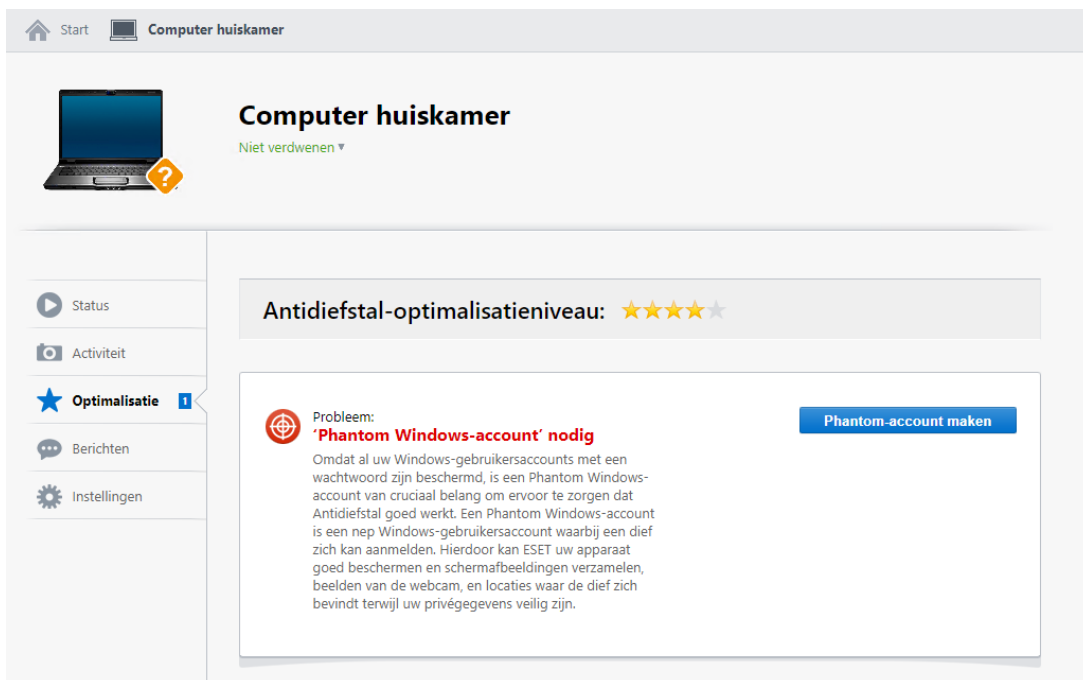 Start Computer huiskamer
Computer huiskamer
Niet verdwenen ▾
?
Status
Activiteit
Optimalisatie 1
Berichten
Instellingen
Antidiefstal-optimalisatieniveau:
Probleem:
‘Phantom Windows-account’ nodig
Omdat al uw Windows-gebruikersaccounts met een
wachtwoord zijn beschermd, is een Phantom Windows-
account van cruciaal belang om ervoor te zorgen dat
Antidiefstal goed werkt. Een Phantom Windows-account
is een nep Windows-gebruikersaccount waarbij een dief
zich kan aanmelden. Hierdoor kan ESET uw apparaat
goed beschermen en schermafbeeldingen verzamelen,
beelden van de webcam, en locaties waar de dief zich
bevindt terwijl uw privégegevens veilig zijn.
Phantom-account maken